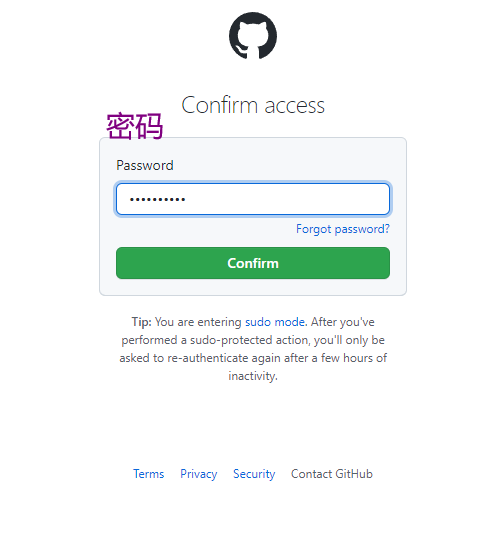 Confirm access
密码
Password
••••••••••
Forgot password?
Confirm
Tip: You are entering sudo mode. After you've
performed a sudo-protected action, you'll only be
asked to re-authenticate again after a few hours of
inactivity.
Terms Privacy Security Contact GitHub